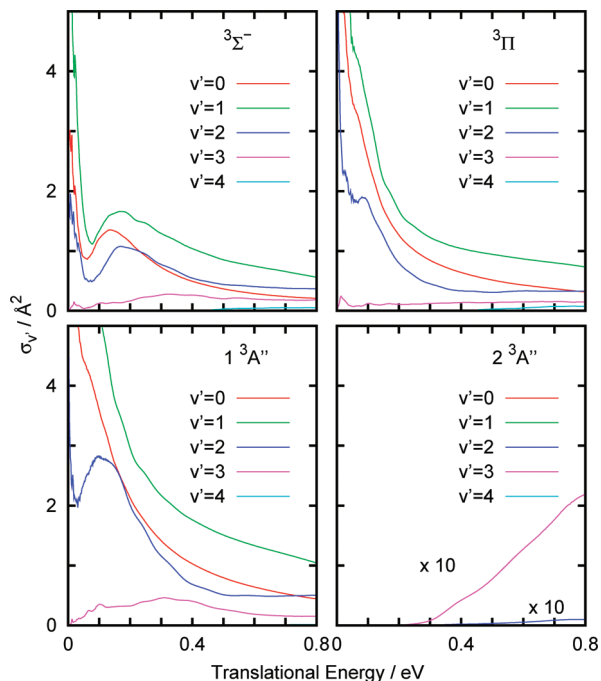 ³Σ⁻
v'=0
v'=1
v'=2
v'=3
v'=4
³Π
v'=0
v'=1
v'=2
v'=3
v'=4
4
2
0
1 ³A''
v'=0
v'=1
v'=2
v'=3
v'=4
2 ³A''
v'=0
v'=1
v'=2
v'=3
v'=4
x 10
x 10
4
2
0
0 0.4 0.8 0 0.4 0.8
σᵥ' / Å²
Translational Energy / eV